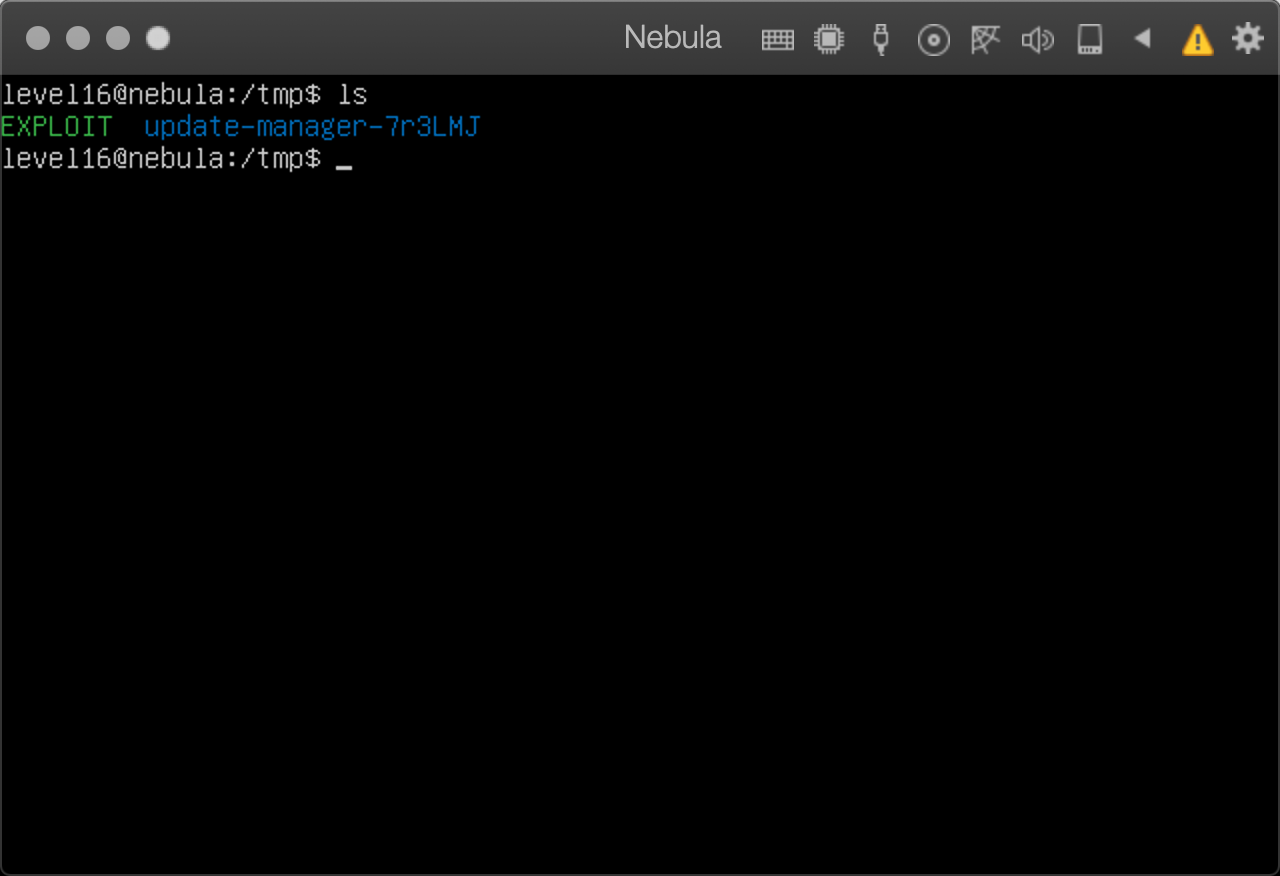 Nebula
level16@nebula:/tmp$ ls
EXPLOIT  update-manager-7r3LMJ
level16@nebula:/tmp$ _